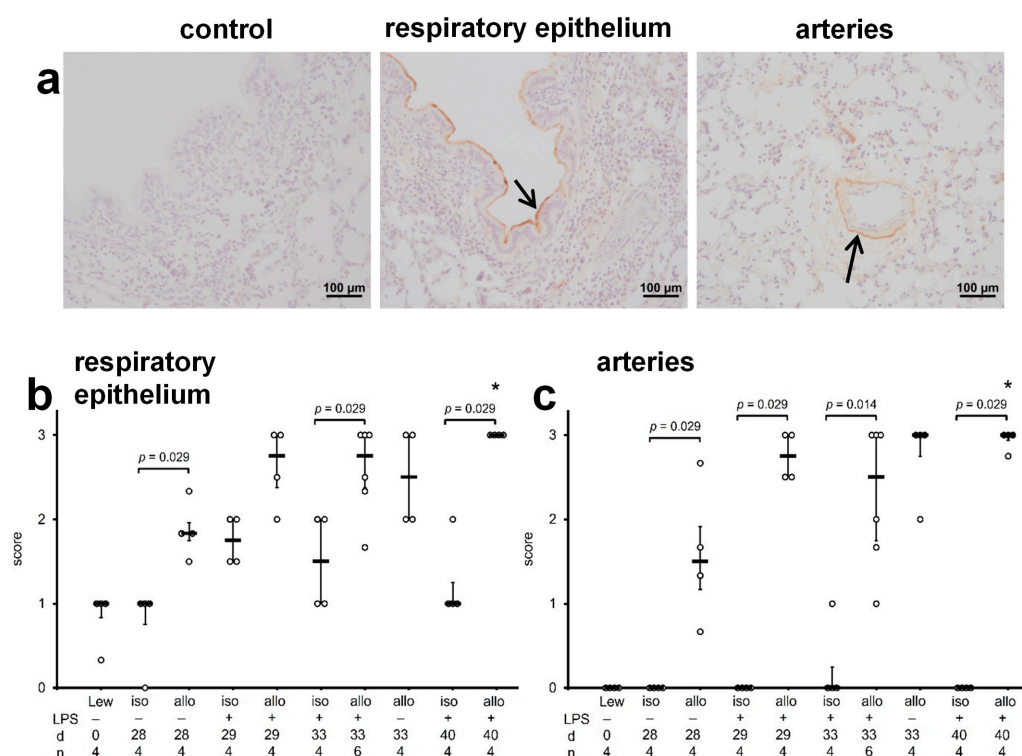 control respiratory epithelium arteries
a
100 µm 100 µm 100 µm
b respiratory
epithelium
score
3
2
1
0
p = 0.029
p = 0.029
p = 0.029
*
Lew iso allo iso allo iso allo allo iso allo
LPS – – – + + + + – + +
d 0 28 28 29 29 33 33 33 40 40
n 4 4 4 4 4 4 6 4 4 4
c arteries
score
3
2
1
0
p = 0.029
p = 0.029
p = 0.014
p = 0.029
*
Lew iso allo iso allo iso allo allo iso allo
– – – + + + + – + +
0 28 28 29 29 33 33 33 40 40
4 4 4 4 4 4 6 4 4 4